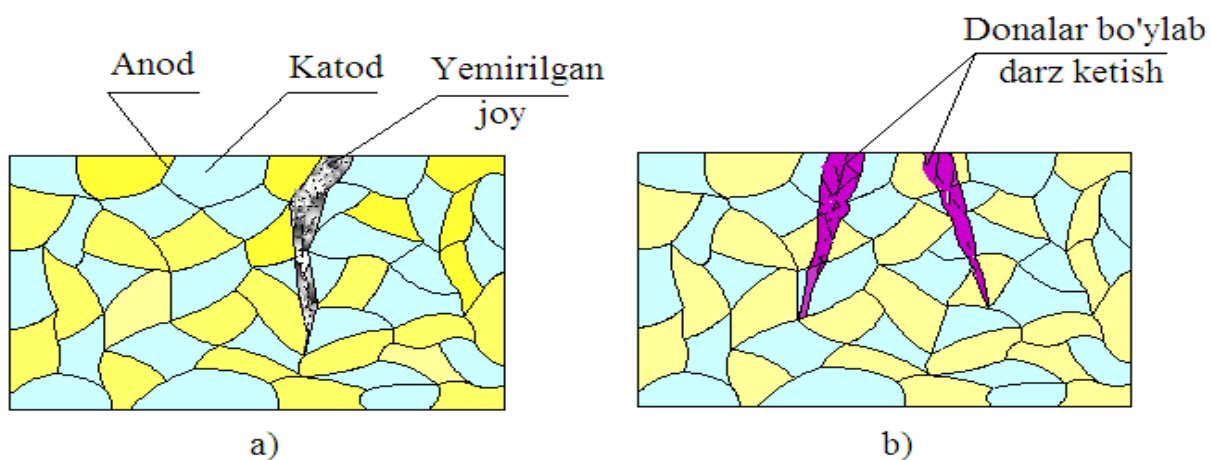 Anod
Katod
Yemirilgan
joy
Donalar bo'ylab
darz ketish
a)
b)